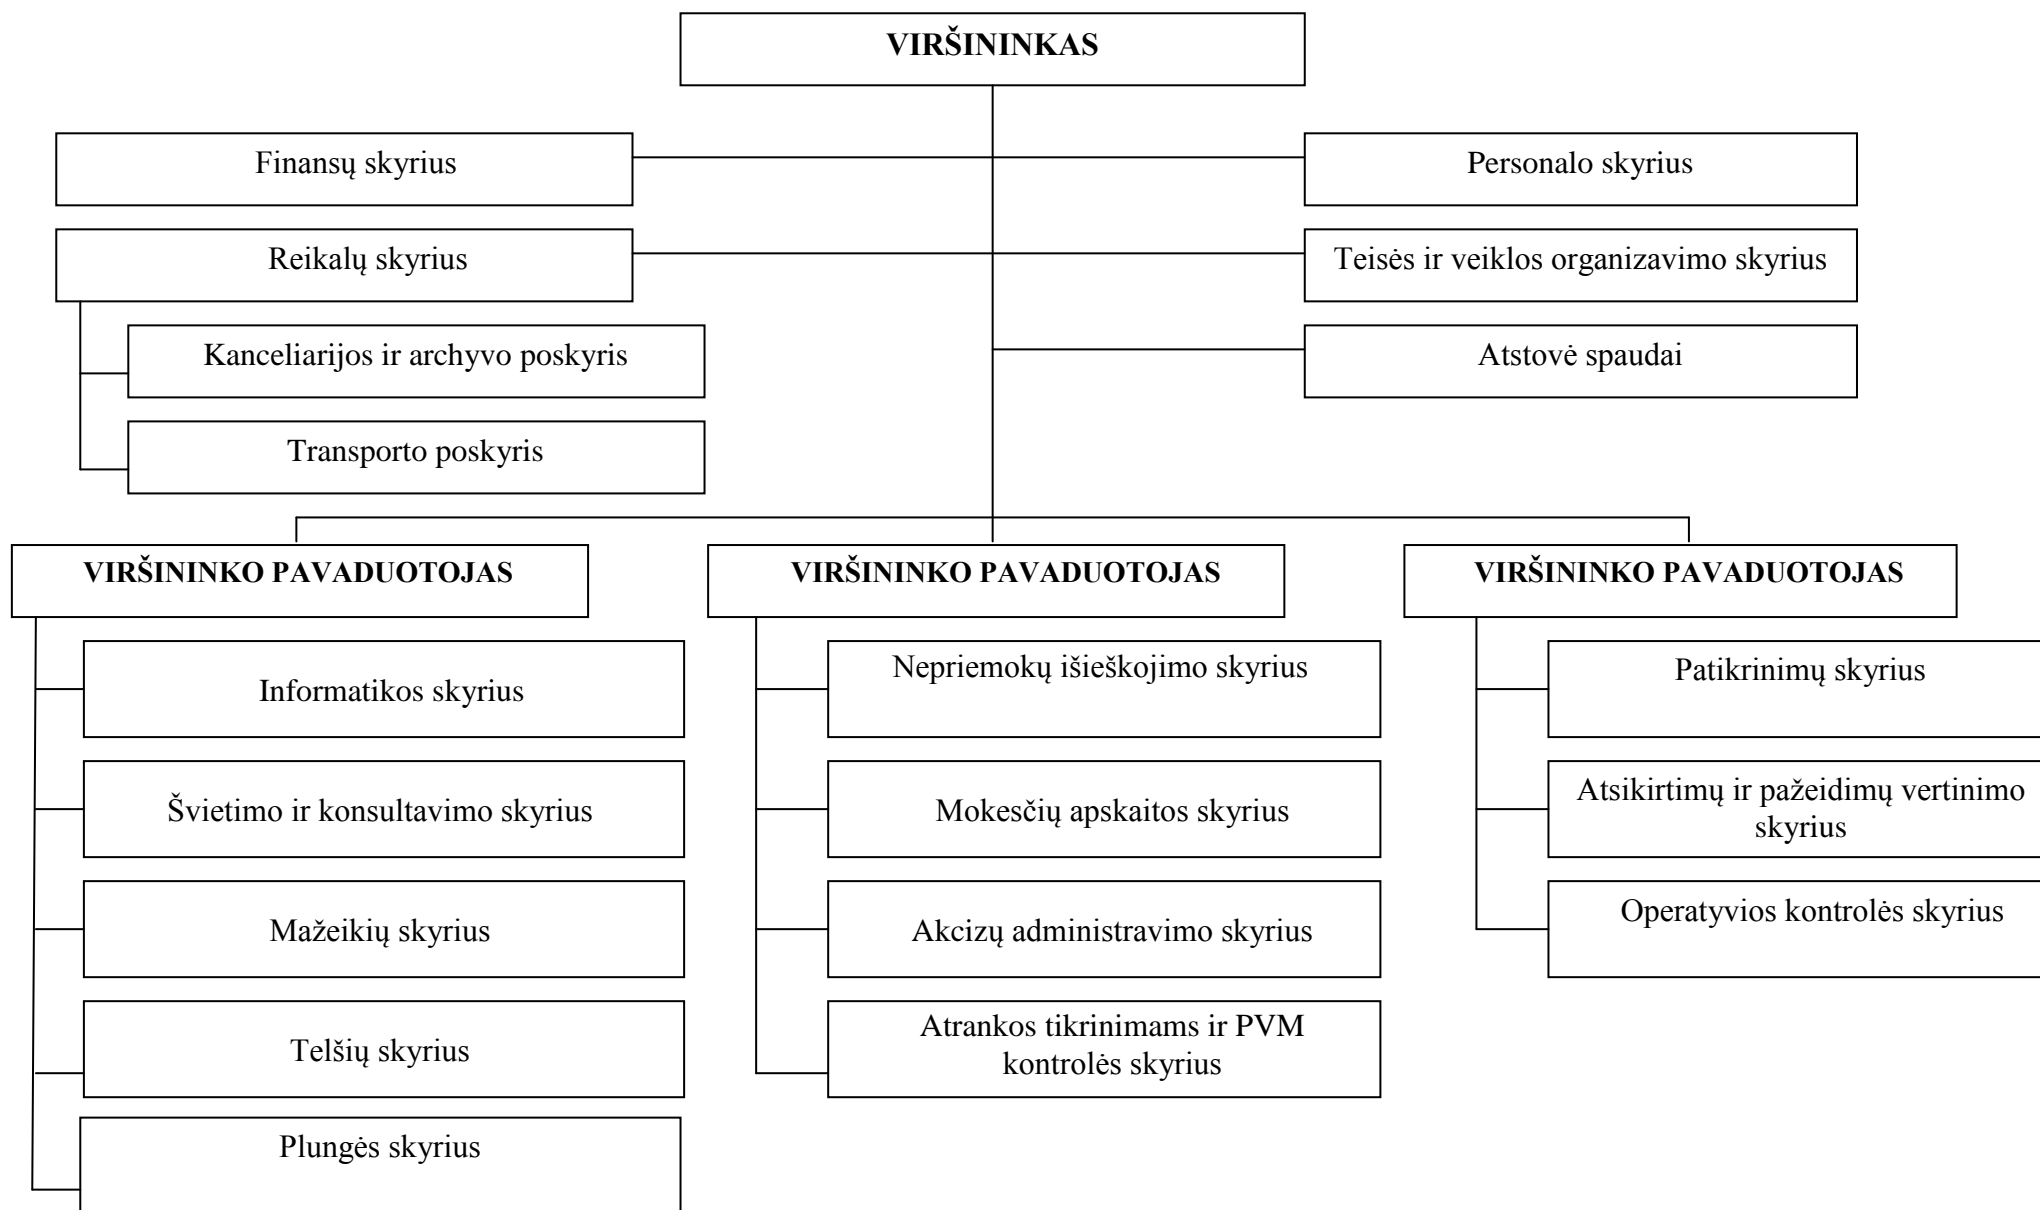 VIRŠININKAS
Finansų skyrius
Personalo skyrius
Reikalų skyrius
Teisės ir veiklos organizavimo skyrius
Kanceliarijos ir archyvo poskyris
Atstovė spaudai
Transporto poskyris
VIRŠININKO PAVADUOTOJAS
Informatikos skyrius
Švietimo ir konsultavimo skyrius
Mažeikių skyrius
Telšių skyrius
Plungės skyrius
VIRŠININKO PAVADUOTOJAS
Nepriemokų išieškojimo skyrius
Mokesčių apskaitos skyrius
Akcizų administravimo skyrius
Atrankos tikrinimams ir PVM
kontrolės skyrius
VIRŠININKO PAVADUOTOJAS
Patikrinimų skyrius
Atsikirtimų ir pažeidimų vertinimo
skyrius
Operatyvios kontrolės skyrius